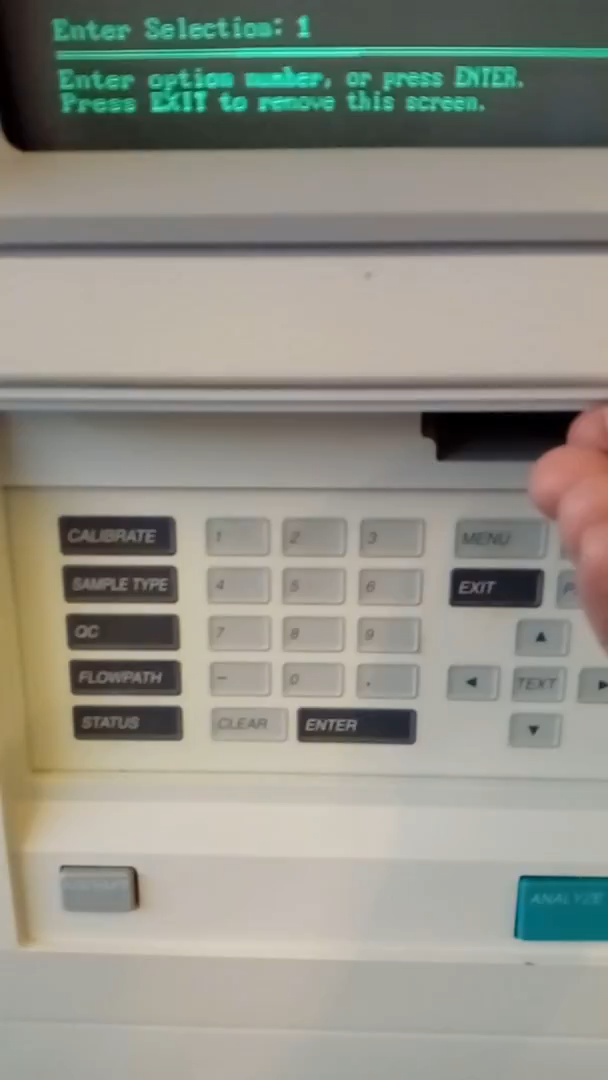 Enter Selection: 1
Enter option number, or press ENTER.
Press EXIT to remove this screen.
CALIBRATE 1 2 3 MENU
SAMPLE TYPE 4 5 6 EXIT P
QC 7 8 9
FLOWPATH - 0 . TEXT
STATUS CLEAR ENTER
ANALYZE